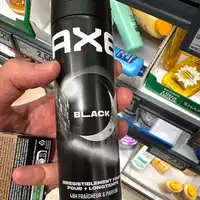 AXE
BLACK
IRRÉSISTIBLEMENT FRAIS
POUR + LONGTEMPS
48H FRAÎCHEUR & PARFUM